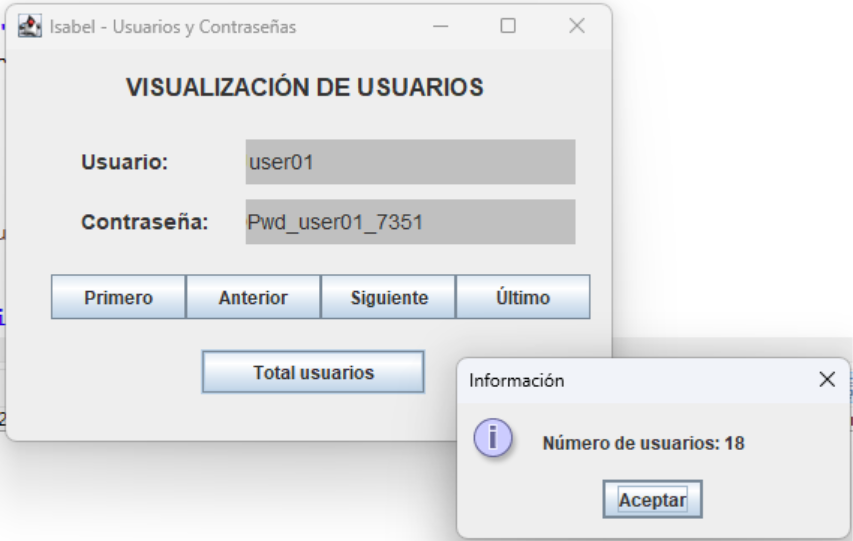 Isabel - Usuarios y Contraseñas
VISUALIZACIÓN DE USUARIOS
Usuario: user01
Contraseña: Pwd_user01_7351
Primero Anterior Siguiente Último
Total usuarios
Información
Número de usuarios: 18
Aceptar